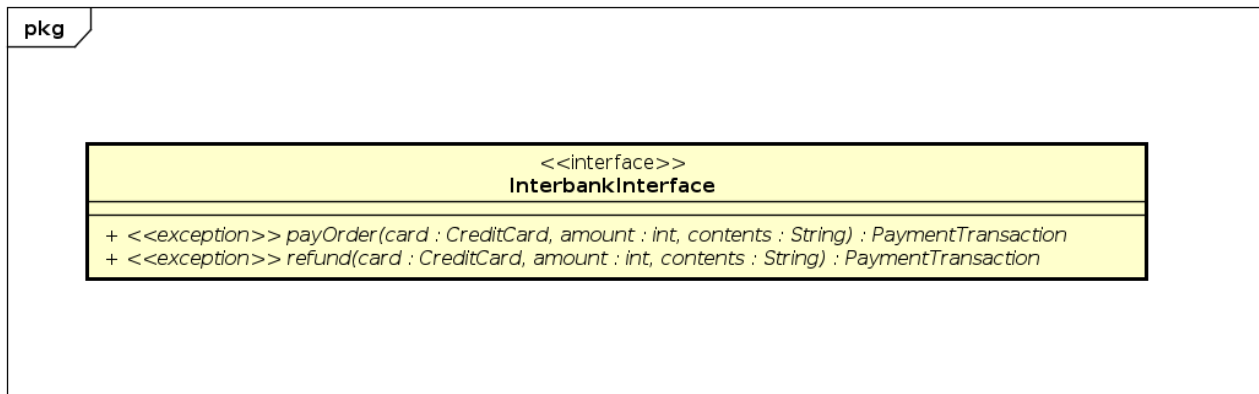 pkg
<<interface>>
InterbankInterface
+ <<exception>> payOrder(card : CreditCard, amount : int, contents : String) : PaymentTransaction
+ <<exception>> refund(card : CreditCard, amount : int, contents : String) : PaymentTransaction